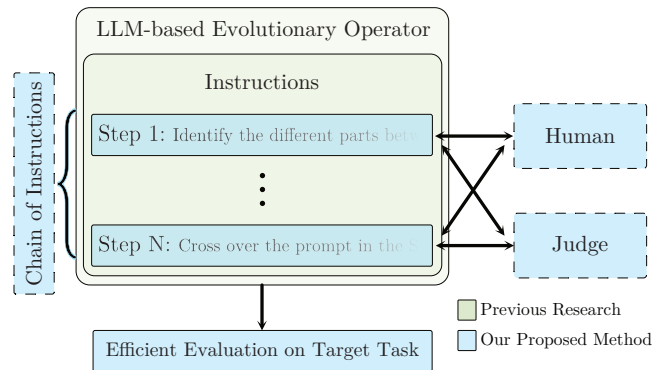 LLM-based Evolutionary Operator
Instructions
Chain of Instructions
Step 1: Identify the different parts
Step N: Cross over the prompt in the
Human
Judge
Previous Research
Our Proposed Method
Efficient Evaluation on Target Task